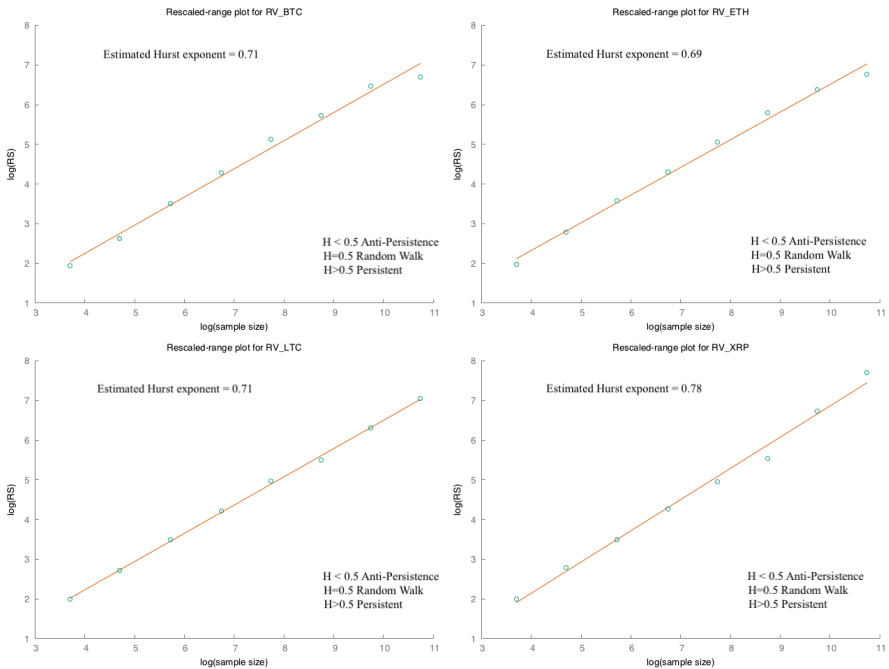 Rescaled-range plot for RV_BTC
8
7
6
5
4
3
2
1
log(RS)
Estimated Hurst exponent = 0.71
H < 0.5 Anti-Persistence
H=0.5 Random Walk
H>0.5 Persistent
3 4 5 6 7 8 9 10 11
log(sample size)
Rescaled-range plot for RV_ETH
8
7
6
5
4
3
2
1
log(RS)
Estimated Hurst exponent = 0.69
H < 0.5 Anti-Persistence
H=0.5 Random Walk
H>0.5 Persistent
3 4 5 6 7 8 9 10 11
log(sample size)
Rescaled-range plot for RV_LTC
8
7
6
5
4
3
2
1
log(RS)
Estimated Hurst exponent = 0.71
H < 0.5 Anti-Persistence
H=0.5 Random Walk
H>0.5 Persistent
3 4 5 6 7 8 9 10 11
log(sample size)
Rescaled-range plot for RV_XRP
8
7
6
5
4
3
2
1
log(RS)
Estimated Hurst exponent = 0.78
H < 0.5 Anti-Persistence
H=0.5 Random Walk
H>0.5 Persistent
3 4 5 6 7 8 9 10 11
log(sample size)